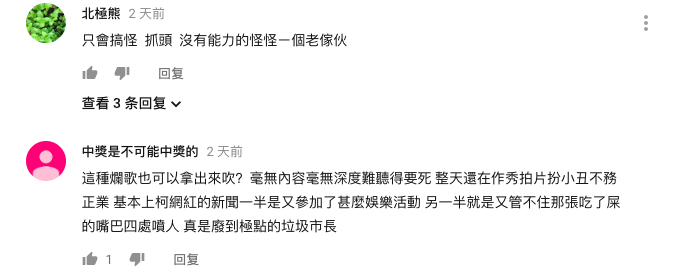 北極熊 2 天前
只會搞怪 抓頭 沒有能力的怪怪ㄧ個老傢伙
回复
查看 3 条回复
中獎是不可能中獎的 2 天前
這種爛歌也可以拿出來吹? 毫無內容毫無深度難聽得要死 整天還在作秀拍片扮小丑不務
正業 基本上柯網紅的新聞一半是又參加了甚麼娛樂活動 另一半就是又管不住那張吃了屎
的嘴巴四處噴人 真是廢到極點的垃圾市長
1 回复